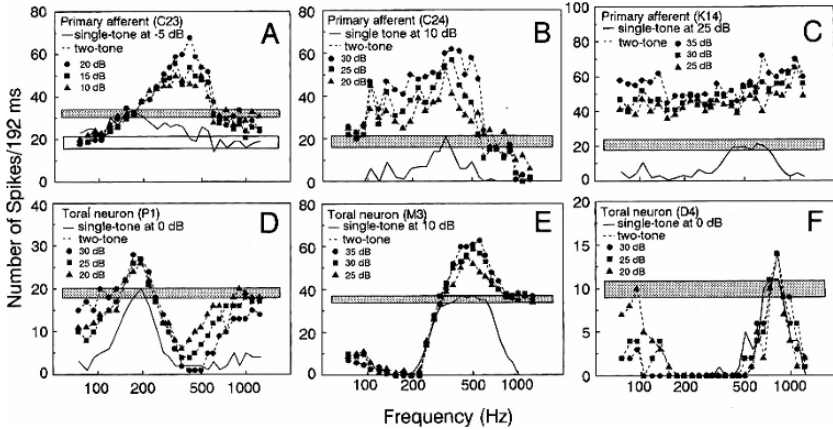 Primary afferent (C23)
single-tone at -5 dB
two-tone
20 dB
15 dB
10 dB
A
80
60
40
20
0
Primary afferent (C24)
single-tone at 10 dB
two-tone
30 dB
25 dB
20 dB
B
80
60
40
20
0
Primary afferent (K14)
single-tone at 25 dB
two-tone
35 dB
30 dB
25 dB
C
100
80
60
40
20
0
Number of Spikes/192 ms
Toral neuron (P1)
single-tone at 0 dB
two-tone
30 dB
25 dB
20 dB
D
40
30
20
10
0
100 200 500 1000
Toral neuron (M3)
single-tone at 10 dB
two-tone
35 dB
30 dB
25 dB
E
80
60
40
20
0
100 200 500 1000
Toral neuron (D4)
single-tone at 0 dB
two-tone
30 dB
25 dB
20 dB
F
20
15
10
5
0
100 200 500 1000
Frequency (Hz)